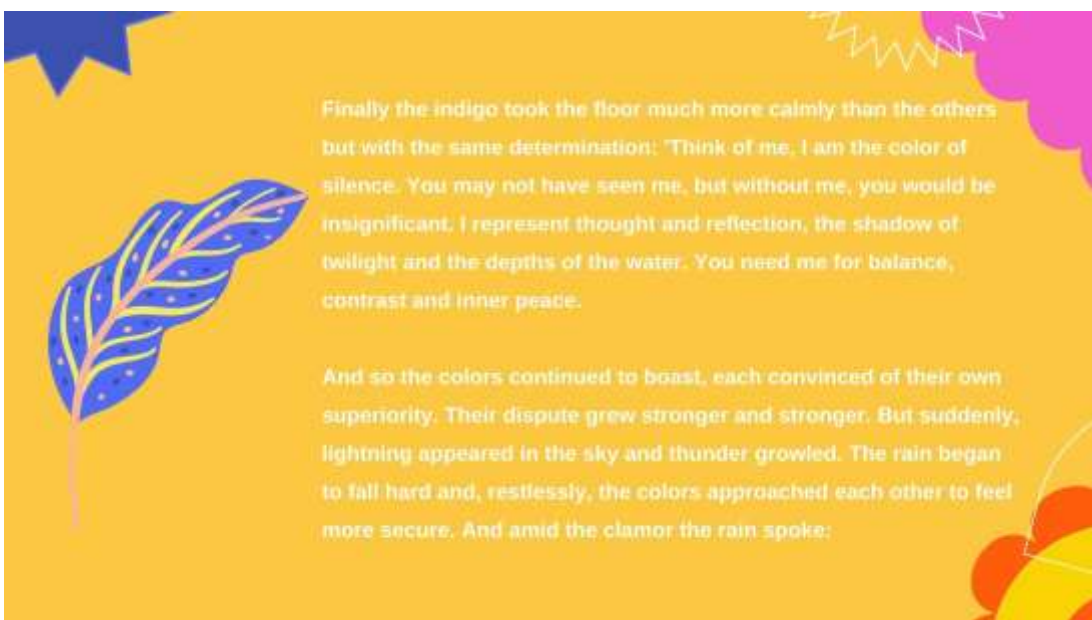 Finally the indigo took the floor much more calmly than the others
but with the same determination: 'Think of me, I am the color of
silence. You may not have seen me, but without me, you would be
insignificant. I represent thought and reflection, the shadow of
twilight and the depths of the water. You need me for balance,
contrast and inner peace.
And so the colors continued to boast, each convinced of their own
superiority. Their dispute grew stronger and stronger. But suddenly,
lightning appeared in the sky and thunder growled. The rain began
to fall hard and, restlessly, the colors approached each other to feel
more secure. And amid the clamor the rain spoke: